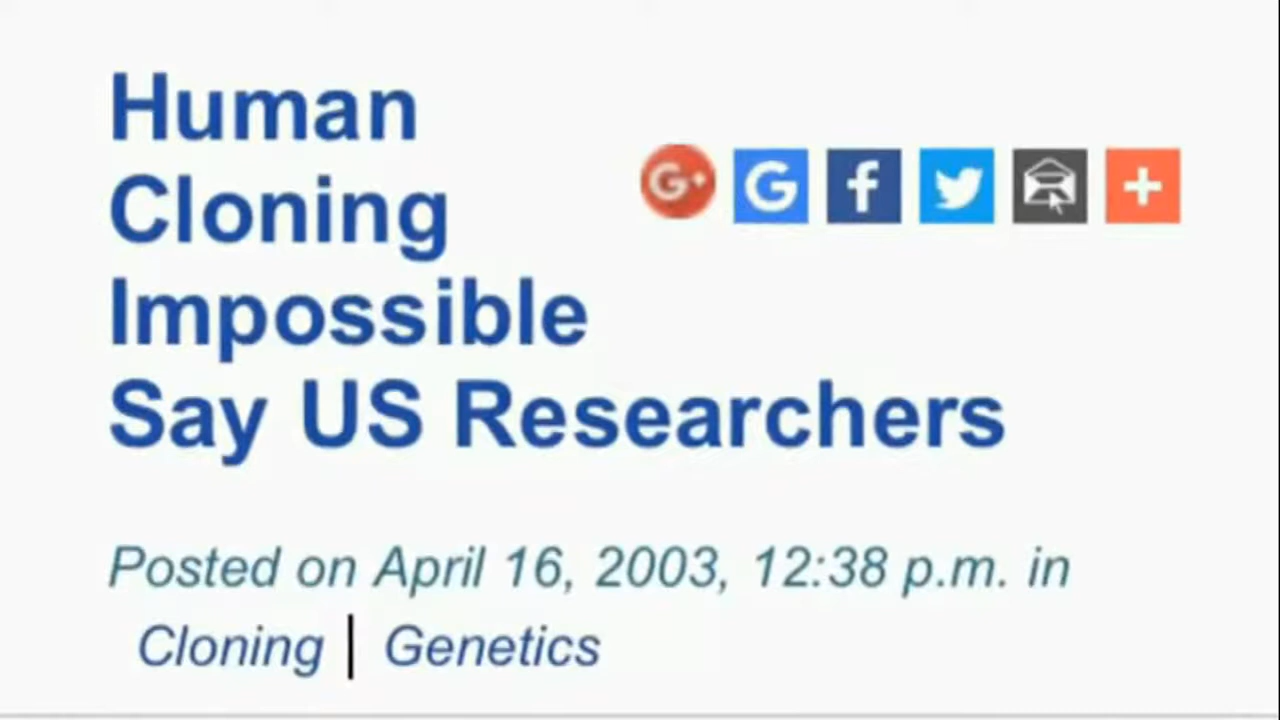 Human
Cloning
Impossible
Say US Researchers
G+ G f +
Posted on April 16, 2003, 12:38 p.m. in
Cloning | Genetics